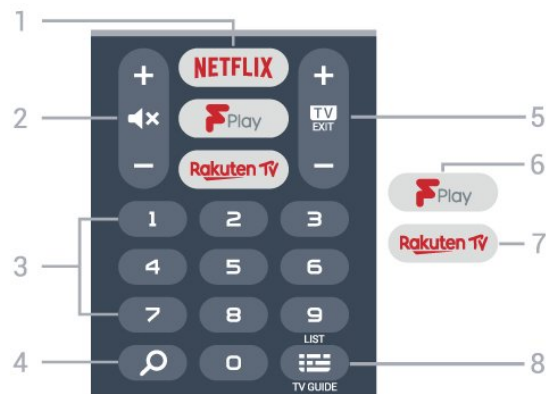 1
NETFLIX
+ +
2
TV
EXIT
5
F Play
6
F Play
- -
Rakuten TV
Rakuten TV
7
1 2 3
3
4 5 6
7 8 9
LIST
4
0
8
TV GUIDE